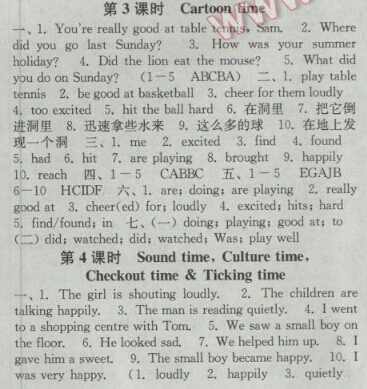 第 3 课时 Cartoon time
一、1. You're really good at table tennis, Sam. 2. Where
did you go last Sunday? 3. How was your summer
holiday? 4. Did the lion eat the mouse? 5. What did
you do on Sunday? (1—5 ABCBA) 二、1. play table
tennis 2. be good at basketball 3. cheer for them loudly
4. too excited 5. hit the ball hard 6. 在洞里 7. 把它倒
进洞里 8. 迅速拿些水来 9. 这么多的球 10. 在地上发
现一个洞 三、1. me 2. excited 3. find 4. found
5. had 6. hit 7. are playing 8. brought 9. happily
10. reach 四、1—5 CABBC 五、1—5 EGAJB
6—10 HCIDF 六、1. are; doing; are playing 2. really
good at 3. cheer(ed) for; loudly 4. excited; hits; hard
5. find/found; in 七、(一) doing; playing; good at; to
(二) did; watched; did; watched; Was; play well
第 4 课时 Sound time, Culture time,
Checkout time & Ticking time
一、1. The girl is shouting loudly. 2. The children are
talking happily. 3. The man is reading quietly. 4. I went
to a shopping centre with Tom. 5. We saw a small boy on
the floor. 6. He looked sad. 7. We helped him up. 8. I
gave him a sweet. 9. The small boy became happy. 10. I
was very happy. (1. loudly 2. happily 3. quietly